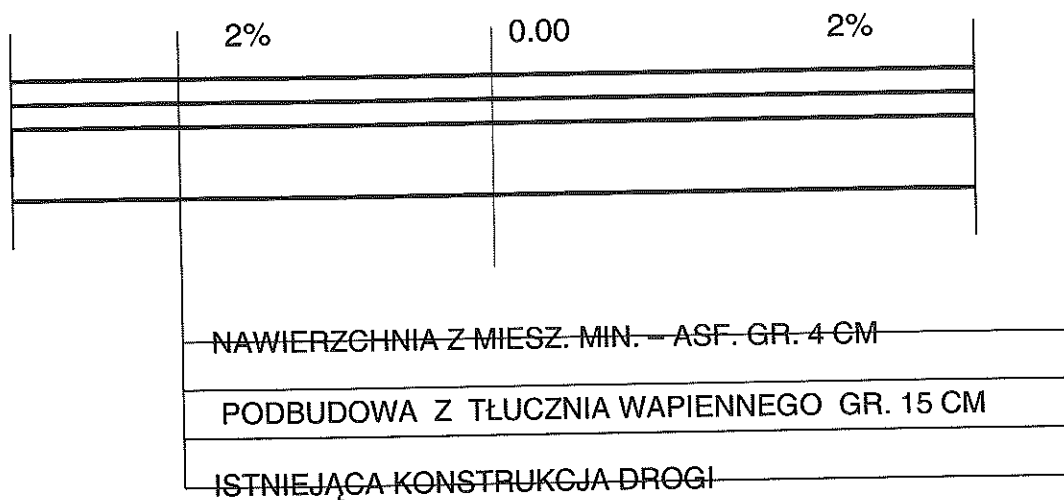 2% 0.00 2%
NAWIERZCHNIA Z MIESZ. MIN. – ASF. GR. 4 CM
PODBUDOWA Z TŁUCZNIA WAPIENNEGO GR. 15 CM
ISTNIEJĄCA KONSTRUKCJA DROGI